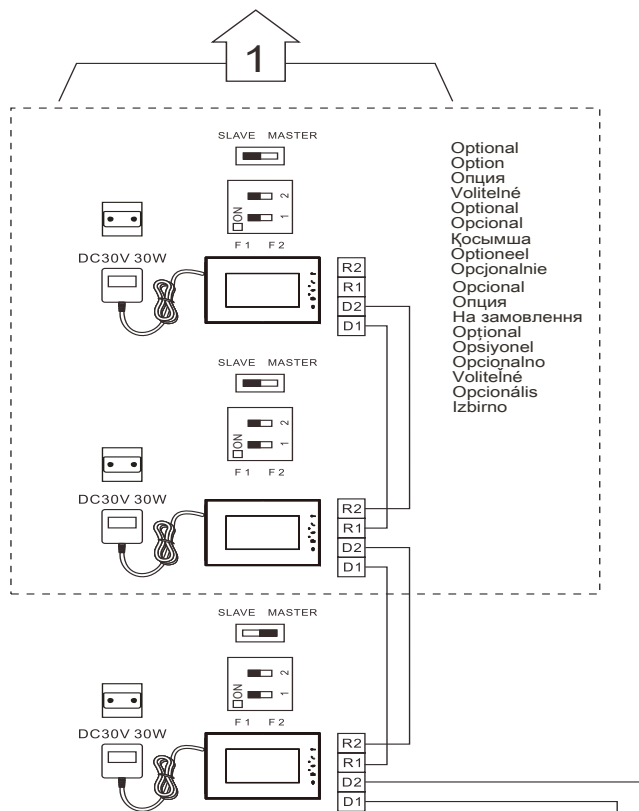 1
SLAVE MASTER
ON
1
2
F1 F2
DC30V 30W
R2
R1
D2
D1
Optional
Option
Опция
Volitelné
Optional
Opcional
Қосымша
Optioneel
Opcjonalnie
Opcional
Опция
На замовлення
Opțional
Opsiyonel
Opcionalno
Voliteľné
Opcionális
Izbirno
SLAVE MASTER
ON
1
2
F1 F2
DC30V 30W
R2
R1
D2
D1
SLAVE MASTER
ON
1
2
F1 F2
DC30V 30W
R2
R1
D2
D1